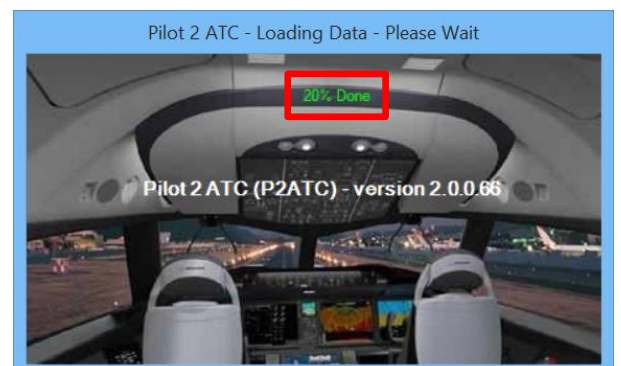 Pilot 2 ATC - Loading Data - Please Wait
20% Done
Pilot 2 ATC (P2ATC) - version 2.0.0.66